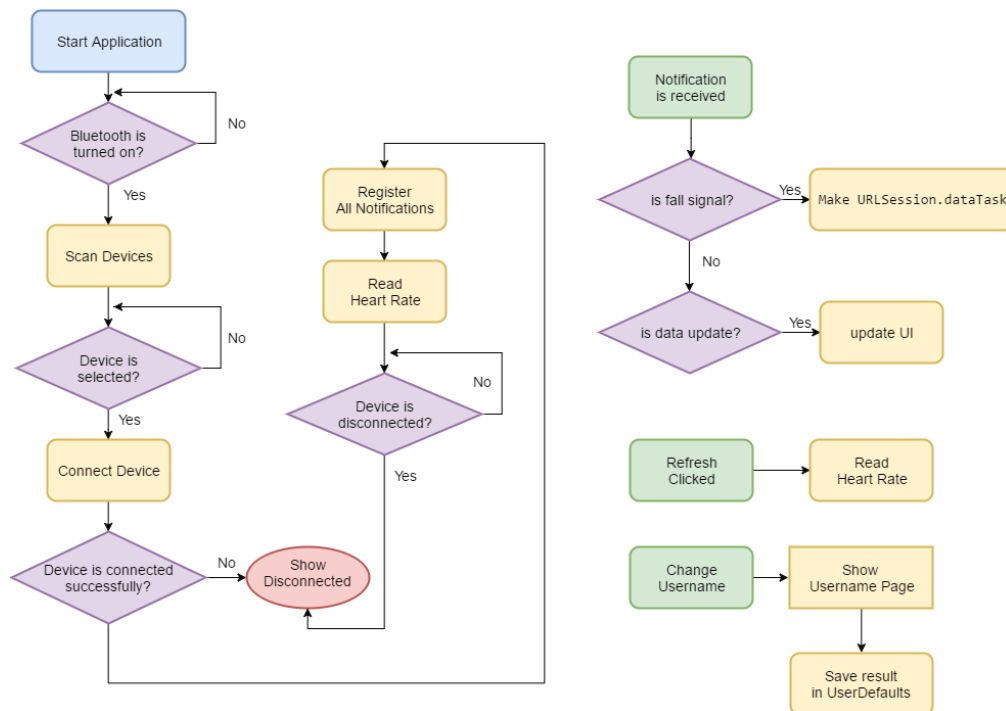 Start Application
No
Bluetooth is
turned on?
Yes
Scan Devices
No
Device is
selected?
Yes
Connect Device
Device is connected
successfully?
No
Show
Disconnected
Register
All Notifications
Read
Heart Rate
No
Device is
disconnected?
Yes
Notification
is received
is fall signal?
Yes
Make URLSession.dataTask
No
is data update?
Yes
update UI
Refresh
Clicked
Read
Heart Rate
Change
Username
Show
Username Page
Save result
in UserDefaults